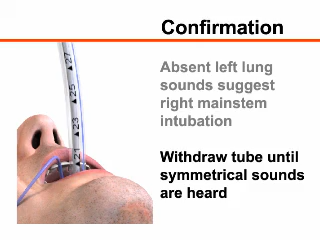 Confirmation
Absent left lung
sounds suggest
right mainstem
intubation
Withdraw tube until
symmetrical sounds
are heard
27
25
23
21